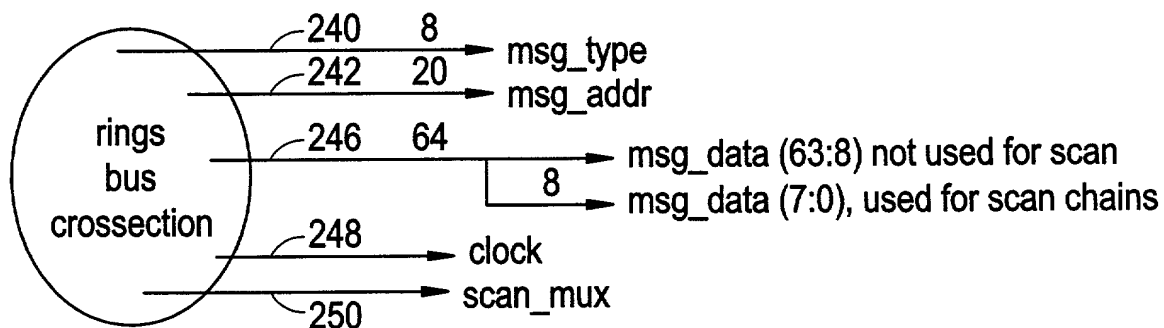 240 8 msg_type
242 20 msg_addr
rings
bus
crossection
246 64 msg_data (63:8) not used for scan
8 msg_data (7:0), used for scan chains
248 clock
250 scan_mux